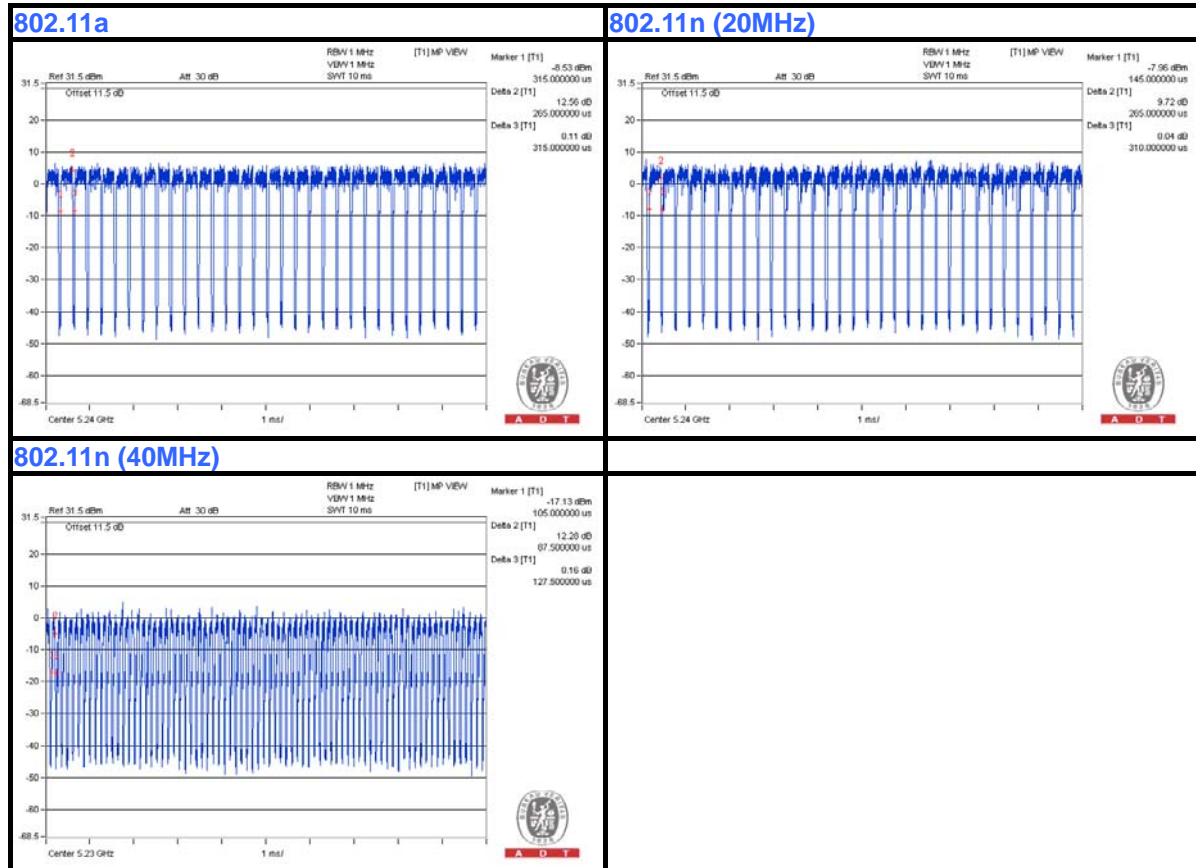 802.11a
RBW 1 MHz [T1] MP VIEW
VBW 1 MHz
Ref 31.5 dBm Att 30 dB SWT 10 ms
Marker 1 [T1]
-8.53 dBm
315.000000 us
Delta 2 [T1]
12.56 dB
265.000000 us
Delta 3 [T1]
0.11 dB
315.000000 us
31.5
Offset 11.5 dB
20
10
0
-10
-20
-30
-40
-50
-60
-68.5
Center 5.24 GHz 1 ms/
BUREAU VERITAS
1828
A D T
802.11n (20MHz)
RBW 1 MHz [T1] MP VIEW
VBW 1 MHz
Ref 31.5 dBm Att 30 dB SWT 10 ms
Marker 1 [T1]
-7.96 dBm
145.000000 us
Delta 2 [T1]
9.72 dB
265.000000 us
Delta 3 [T1]
0.04 dB
310.000000 us
31.5
Offset 11.5 dB
20
10
0
-10
-20
-30
-40
-50
-60
-68.5
Center 5.24 GHz 1 ms/
BUREAU VERITAS
1828
A D T
802.11n (40MHz)
RBW 1 MHz [T1] MP VIEW
VBW 1 MHz
Ref 31.5 dBm Att 30 dB SWT 10 ms
Marker 1 [T1]
-17.13 dBm
105.000000 us
Delta 2 [T1]
12.28 dB
87.500000 us
Delta 3 [T1]
0.16 dB
127.500000 us
31.5
Offset 11.5 dB
20
10
0
-10
-20
-30
-40
-50
-60
-68.5
Center 5.23 GHz 1 ms/
BUREAU VERITAS
1828
A D T